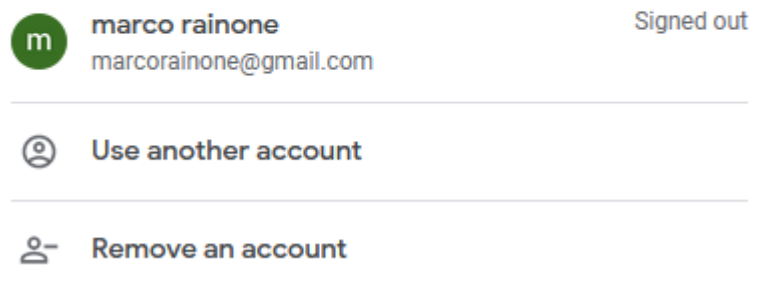 m
marco rainone
Signed out
marcorainone@gmail.com
Use another account
Remove an account